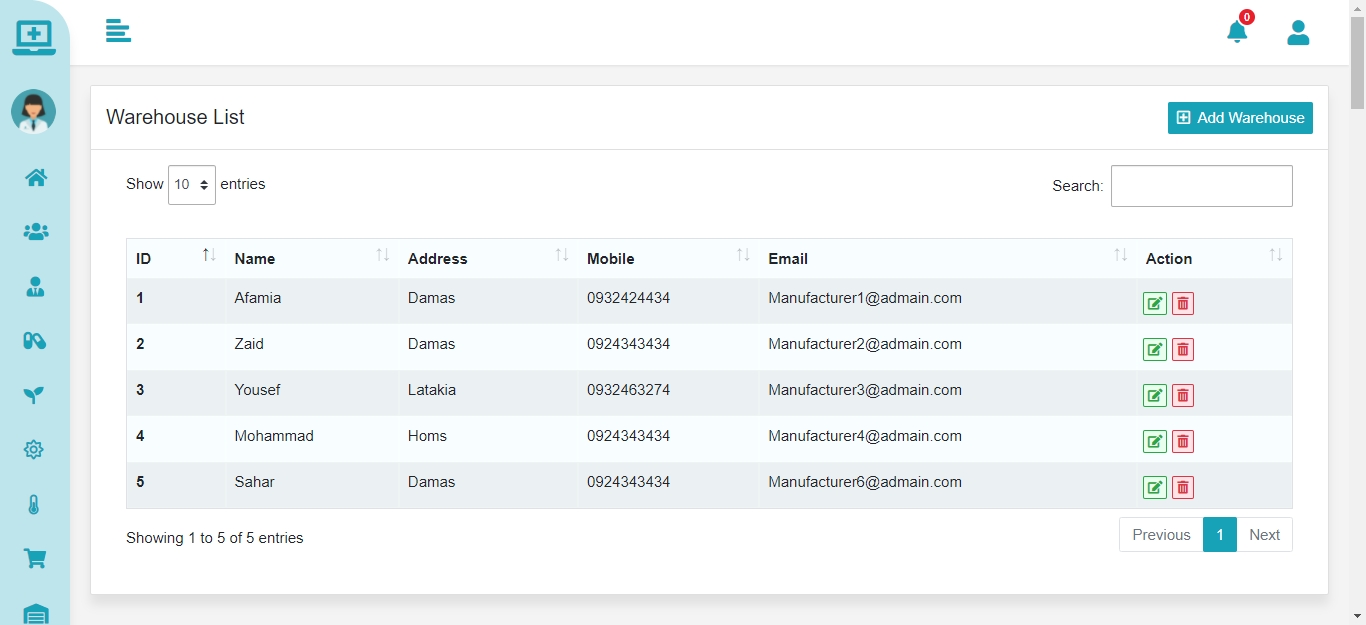 0
Warehouse List
Add Warehouse
Show 10 entries
Search:
ID Name Address Mobile Email Action
1 Afamia Damas 0932424434 Manufacturer1@admain.com
2 Zaid Damas 0924343434 Manufacturer2@admain.com
3 Yousef Latakia 0932463274 Manufacturer3@admain.com
4 Mohammad Homs 0924343434 Manufacturer4@admain.com
5 Sahar Damas 0924343434 Manufacturer6@admain.com
Showing 1 to 5 of 5 entries
Previous 1 Next